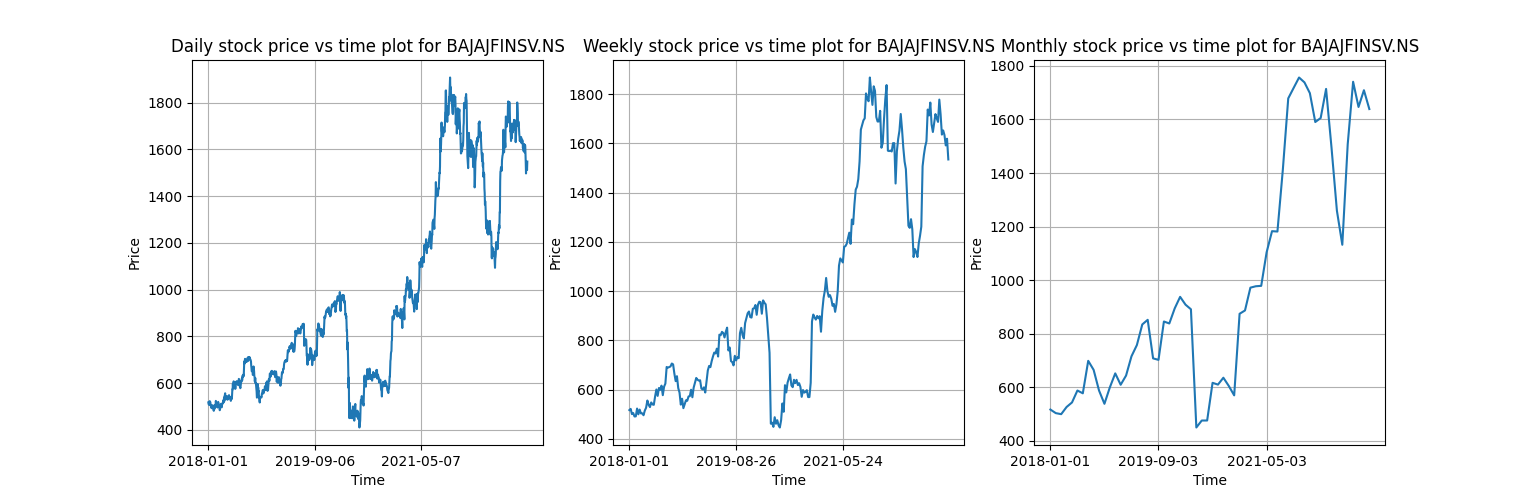 Daily stock price vs time plot for BAJAJFINSV.NS
1800
1600
1400
1200
1000
800
600
400
Price
2018-01-01 2019-09-06 2021-05-07
Time
Weekly stock price vs time plot for BAJAJFINSV.NS
1800
1600
1400
1200
1000
800
600
400
Price
2018-01-01 2019-08-26 2021-05-24
Time
Monthly stock price vs time plot for BAJAJFINSV.NS
1800
1600
1400
1200
1000
800
600
400
Price
2018-01-01 2019-09-03 2021-05-03
Time